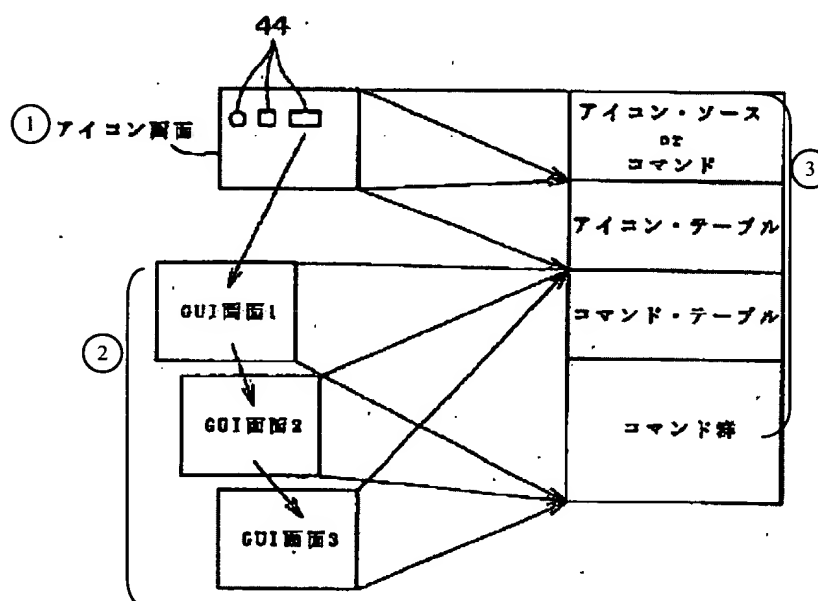 44
① アイコン画面
アイコン・ソース
or
コマンド
③
アイコン・テーブル
GUI画面1
コマンド・テーブル
②
GUI画面2
コマンド群
GUI画面3